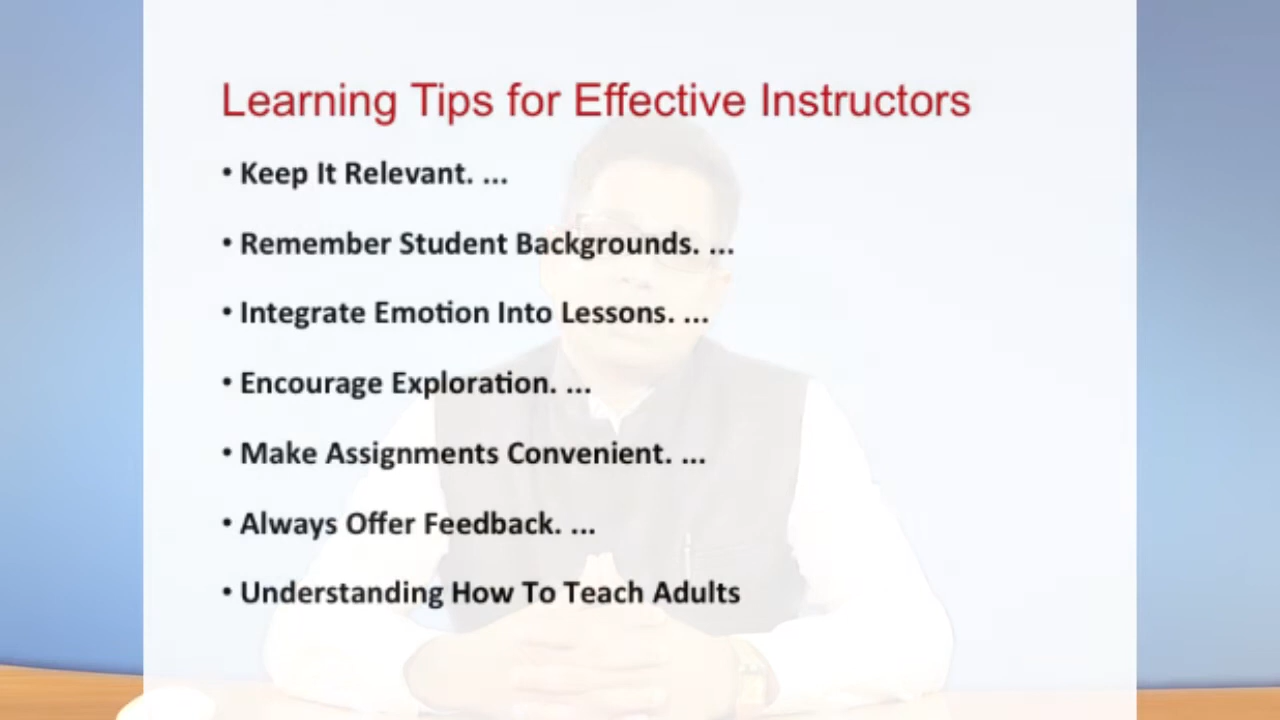 Learning Tips for Effective Instructors
• Keep It Relevant. ...
• Remember Student Backgrounds. ...
• Integrate Emotion Into Lessons. ...
• Encourage Exploration. ...
• Make Assignments Convenient. ...
• Always Offer Feedback. ...
• Understanding How To Teach Adults